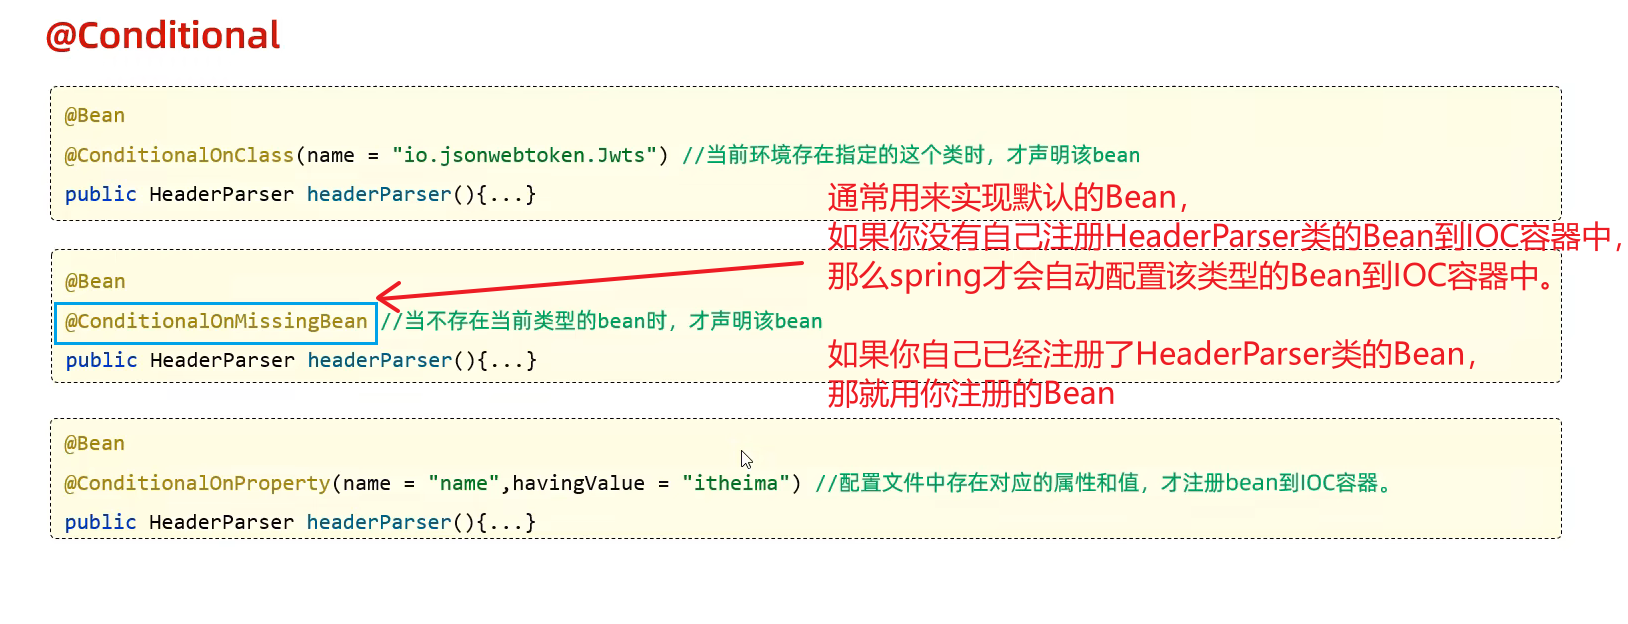 @Conditional
@Bean
@ConditionalOnClass(name = "io.jsonwebtoken.Jwts") //当前环境存在指定的这个类时，才声明该bean
public HeaderParser headerParser(){...}
通常用来实现默认的Bean，
如果你没有自己注册HeaderParser类的Bean到IOC容器中，
那么spring才会自动配置该类型的Bean到IOC容器中。
@Bean
@ConditionalOnMissingBean //当不存在当前类型的bean时，才声明该bean
public HeaderParser headerParser(){...}
如果你自己已经注册了HeaderParser类的Bean，
那就用你注册的Bean
@Bean
@ConditionalOnProperty(name = "name",havingValue = "itheima") //配置文件中存在对应的属性和值，才注册bean到IOC容器。
public HeaderParser headerParser(){...}